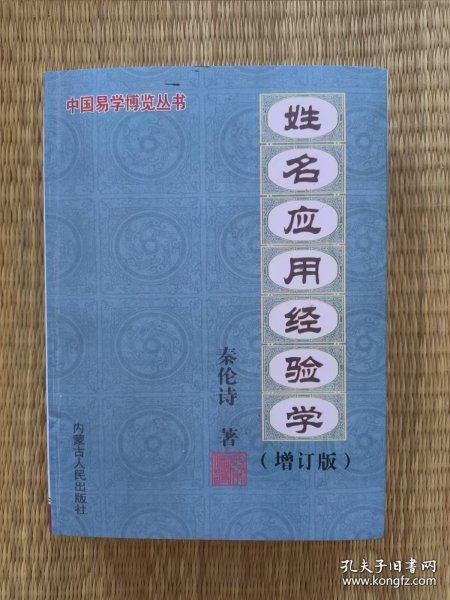 中国易学博览丛书
姓名应用经验学
（增订版）
秦伦诗 著
内蒙古人民出版社
孔夫子旧书网
www.kongfz.com